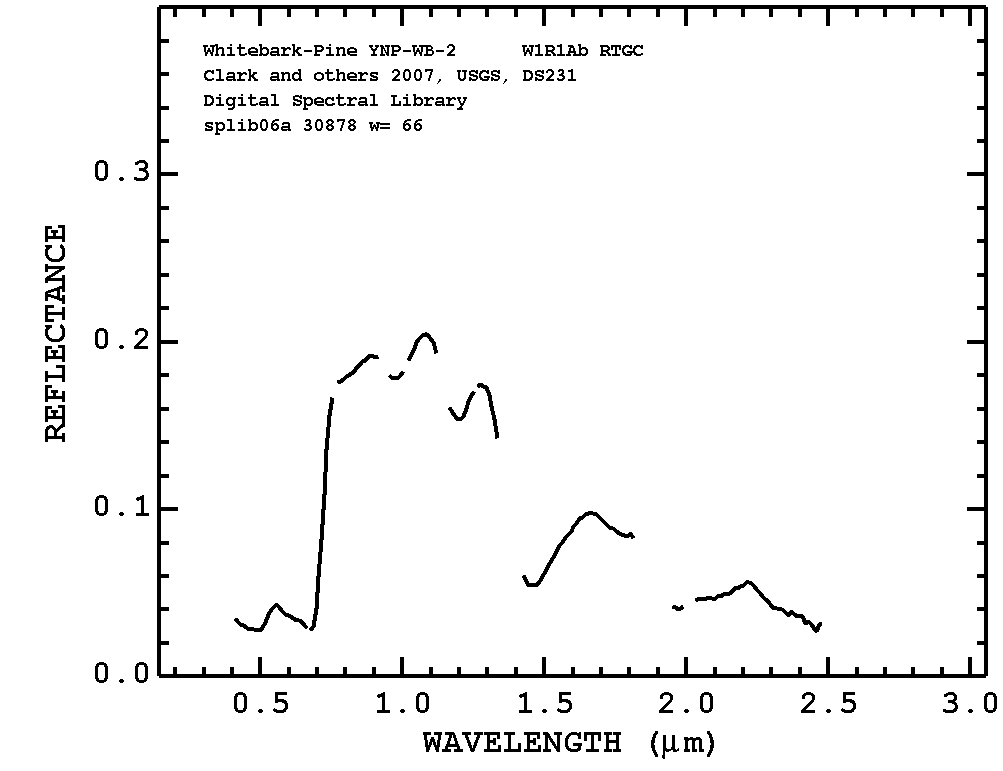 Whitebark-Pine YNP-WB-2 W1R1Ab RTGC
Clark and others 2007, USGS, DS231
Digital Spectral Library
splib06a 30878 w= 66
0.3
0.2
0.1
0.0
REFLECTANCE
0.5 1.0 1.5 2.0 2.5 3.0
WAVELENGTH (μm)